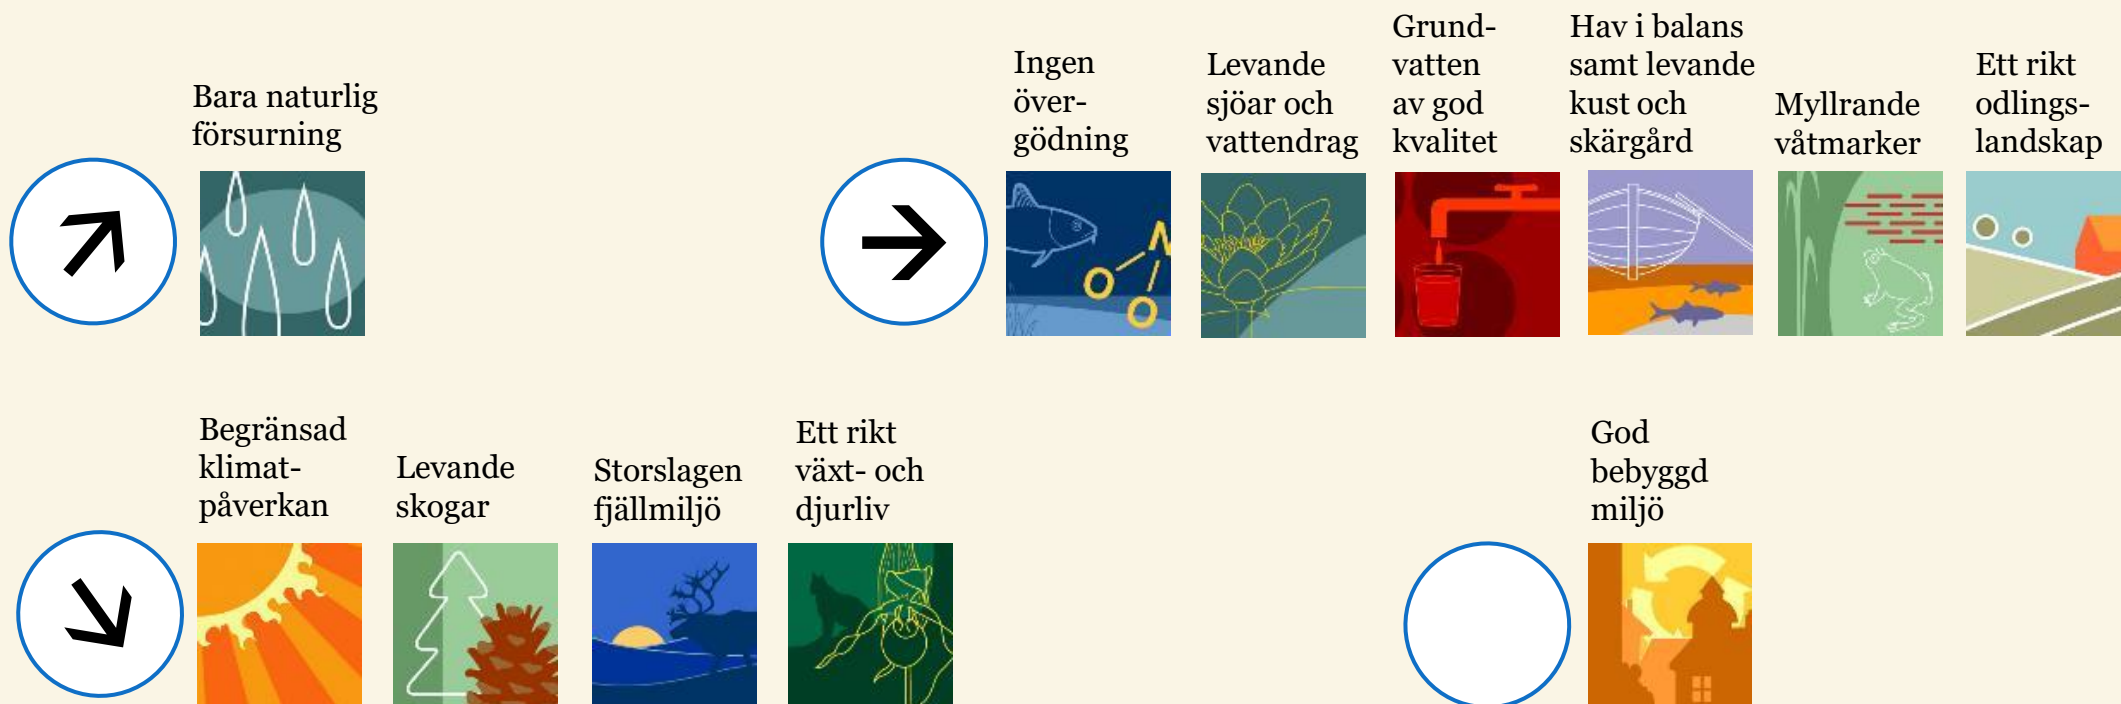 Bara naturlig
försurning
Ingen
över-
gödning
Levande
sjöar och
vattendrag
Grund-
vatten
av god
kvalitet
Hav i balans
samt levande
kust och
skärgård
Myllrande
våtmarker
Ett rikt
odlings-
landskap
N
O
O
Begränsad
klimat-
påverkan
Levande
skogar
Storslagen
fjällmiljö
Ett rikt
växt- och
djurliv
God
bebyggd
miljö